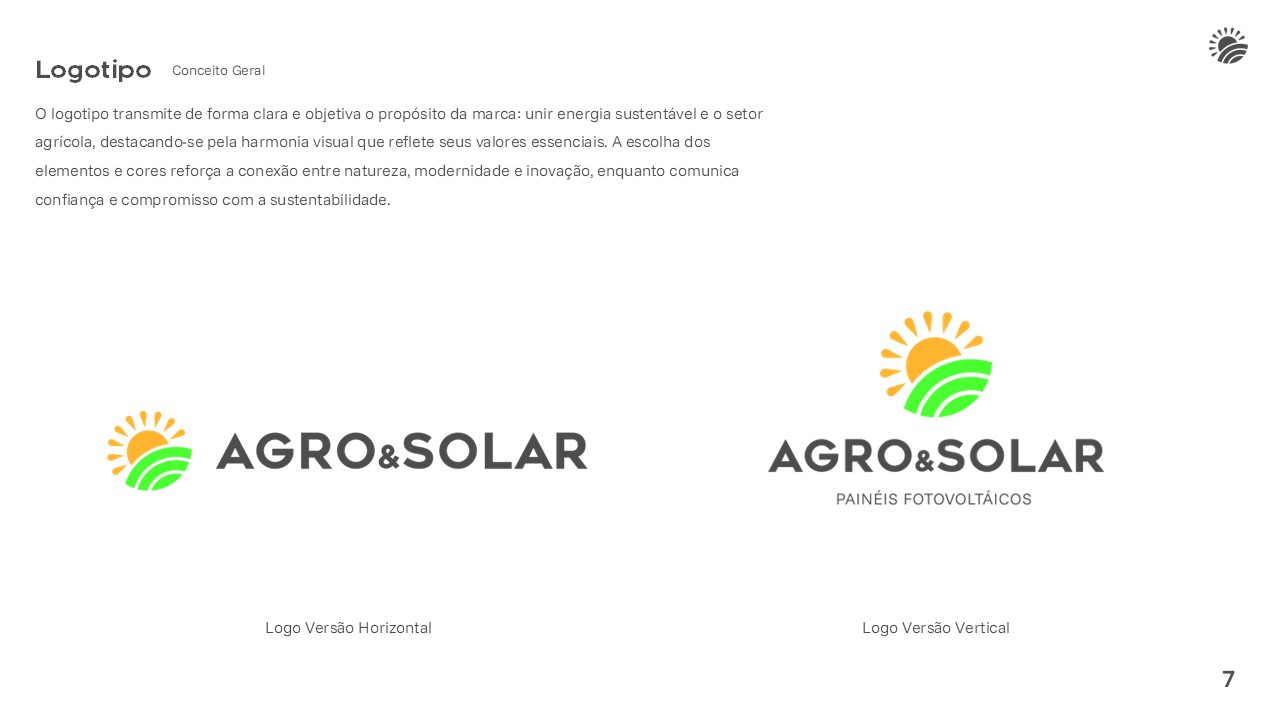 Logotipo Conceito Geral
O logotipo transmite de forma clara e objetiva o propósito da marca: unir energia sustentável e o setor
agrícola, destacando-se pela harmonia visual que reflete seus valores essenciais. A escolha dos
elementos e cores reforça a conexão entre natureza, modernidade e inovação, enquanto comunica
confiança e compromisso com a sustentabilidade.
AGRO&SOLAR
AGRO&SOLAR
PAINÉIS FOTOVOLTÁICOS
Logo Versão Horizontal
Logo Versão Vertical
7